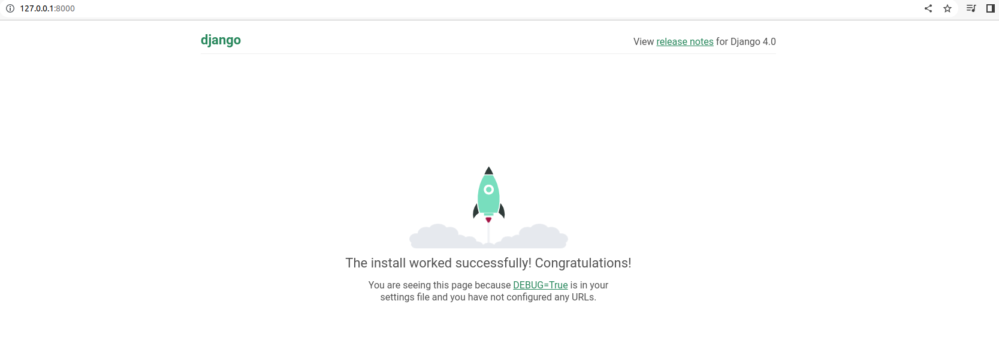 127.0.0.1:8000
django
View release notes for Django 4.0
The install worked successfully! Congratulations!
You are seeing this page because DEBUG=True is in your
settings file and you have not configured any URLs.